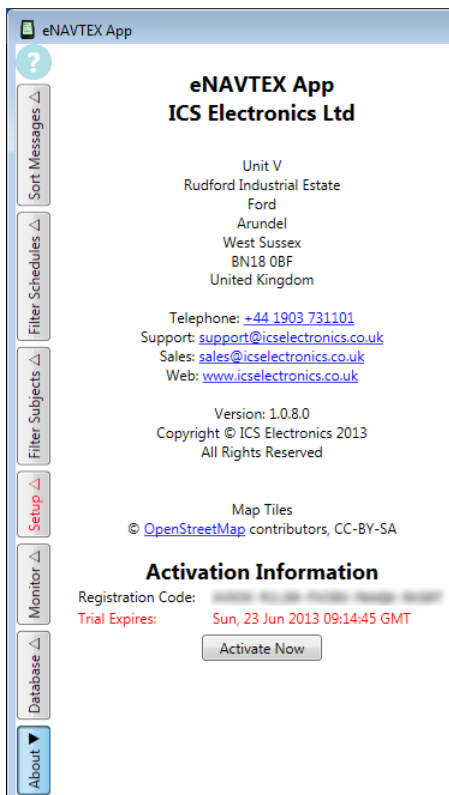 eNAVTEX App
?
Sort Messages
Filter Schedules
Filter Subjects
Setup
Monitor
Database
About
eNAVTEX App
ICS Electronics Ltd
Unit V
Rudford Industrial Estate
Ford
Arundel
West Sussex
BN18 0BF
United Kingdom
Telephone: +44 1903 731101
Support: support@icselectronics.co.uk
Sales: sales@icselectronics.co.uk
Web: www.icselectronics.co.uk
Version: 1.0.8.0
Copyright © ICS Electronics 2013
All Rights Reserved
Map Tiles
© OpenStreetMap contributors, CC-BY-SA
Activation Information
Registration Code:
Trial Expires: Sun, 23 Jun 2013 09:14:45 GMT
Activate Now